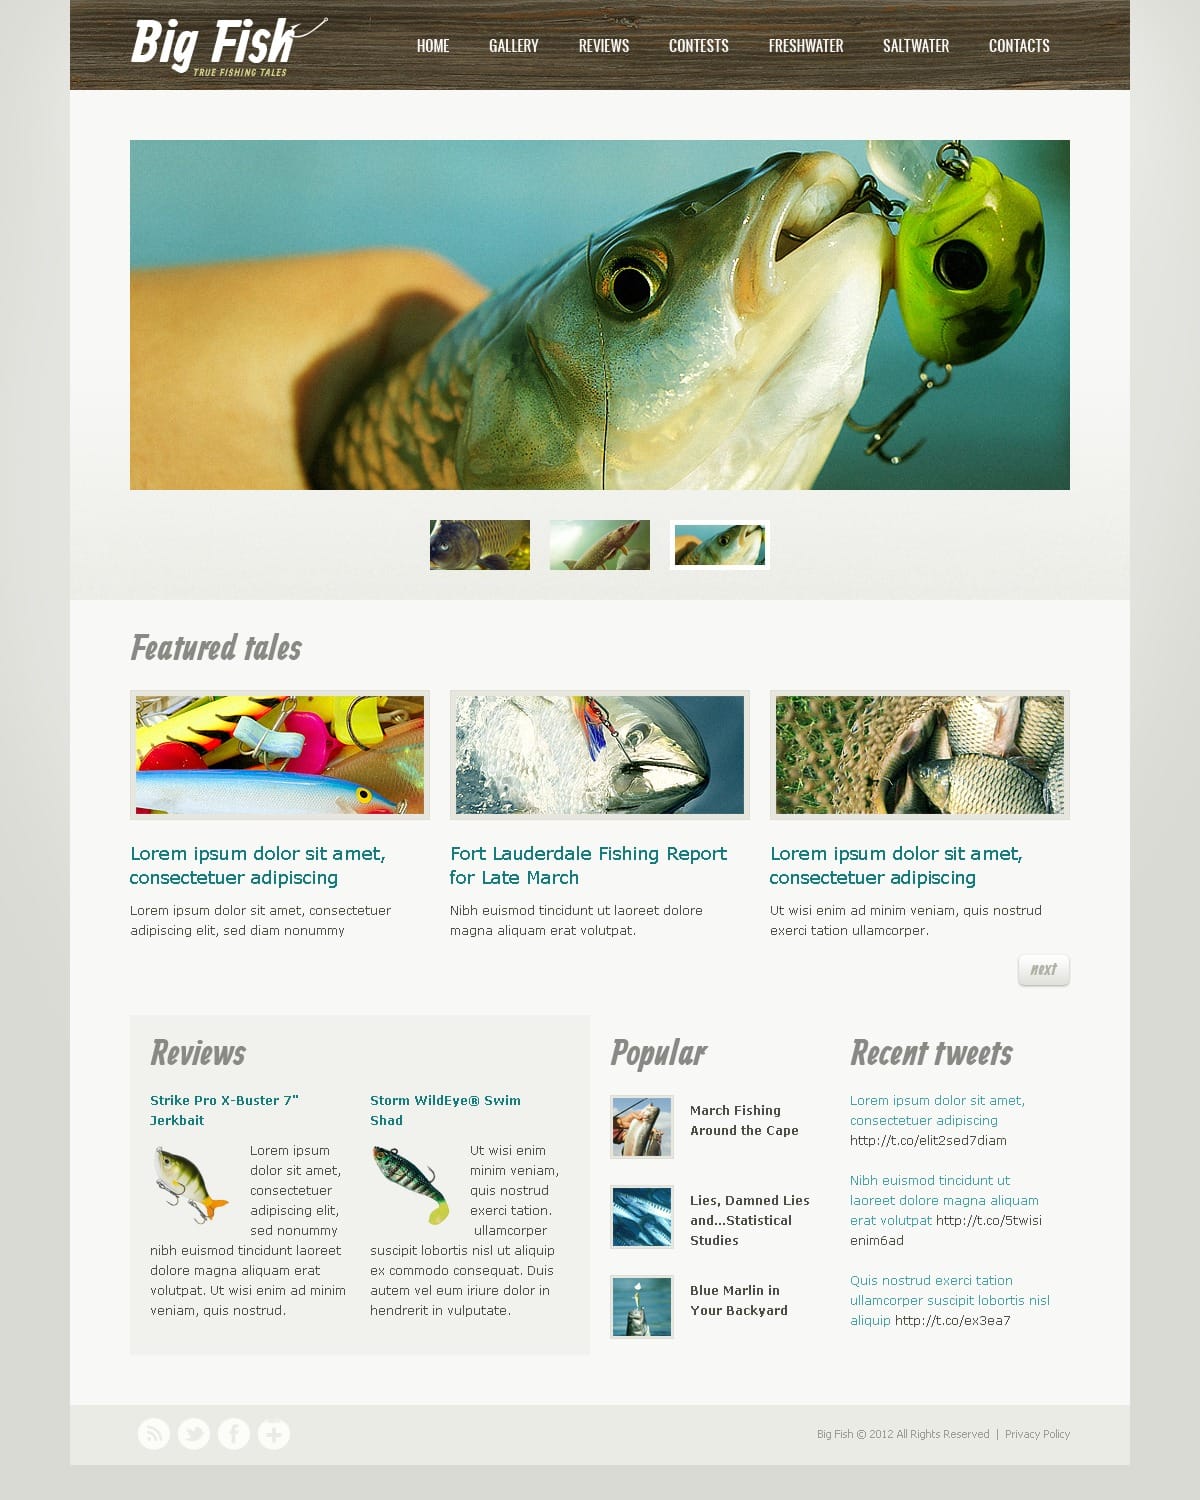 Big Fish
TRUE FISHING TALES
HOME GALLERY REVIEWS CONTESTS FRESHWATER SALTWATER CONTACTS
Featured tales
Lorem ipsum dolor sit amet,
consectetuer adipiscing
Lorem ipsum dolor sit amet, consectetuer
adipiscing elit, sed diam nonummy
Fort Lauderdale Fishing Report
for Late March
Nibh euismod tincidunt ut laoreet dolore
magna aliquam erat volutpat.
Lorem ipsum dolor sit amet,
consectetuer adipiscing
Ut wisi enim ad minim veniam, quis nostrud
exerci tation ullamcorper.
next
Reviews
Strike Pro X-Buster 7"
Jerkbait
Lorem ipsum
dolor sit amet,
consectetuer
adipiscing elit,
sed nonummy
nibh euismod tincidunt laoreet
dolore magna aliquam erat
volutpat. Ut wisi enim ad minim
veniam, quis nostrud.
Storm WildEye® Swim
Shad
Ut wisi enim
minim veniam,
quis nostrud
exerci tation.
ullamcorper
suscipit lobortis nisl ut aliquip
ex commodo consequat. Duis
autem vel eum iriure dolor in
hendrerit in vulputate.
Popular
March Fishing
Around the Cape
Lies, Damned Lies
and...Statistical
Studies
Blue Marlin in
Your Backyard
Recent tweets
Lorem ipsum dolor sit amet,
consectetuer adipiscing
http://t.co/elit2sed7diam
Nibh euismod tincidunt ut
laoreet dolore magna aliquam
erat volutpat http://t.co/5twisi
enim6ad
Quis nostrud exerci tation
ullamcorper suscipit lobortis nisl
aliquip http://t.co/ex3ea7
Big Fish © 2012 All Rights Reserved | Privacy Policy